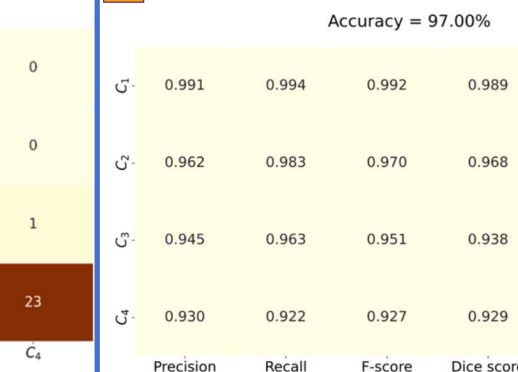 0
0
1
23
C4
Accuracy = 97.00%
C1 0.991 0.994 0.992 0.989
C2 0.962 0.983 0.970 0.968
C3 0.945 0.963 0.951 0.938
C4 0.930 0.922 0.927 0.929
Precision Recall F-score Dice score